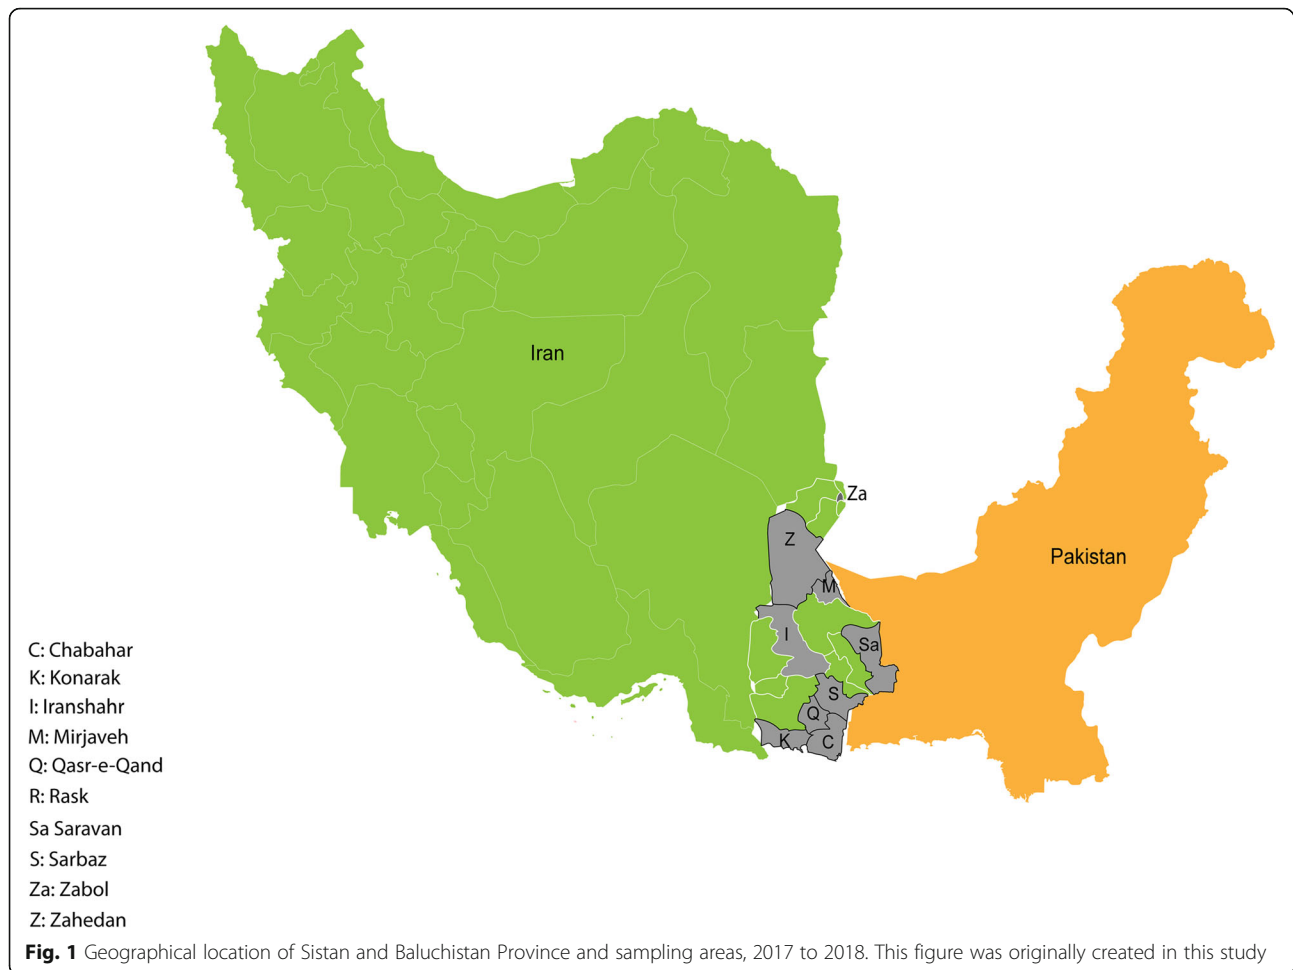 Iran
Za
Z
Pakistan
M
I
Sa
S
Q
K
C
C: Chabahar
K: Konarak
I: Iranshahr
M: Mirjaveh
Q: Qasr-e-Qand
R: Rask
Sa Saravan
S: Sarbaz
Za: Zabol
Z: Zahedan
Fig. 1 Geographical location of Sistan and Baluchistan Province and sampling areas, 2017 to 2018. This figure was originally created in this study